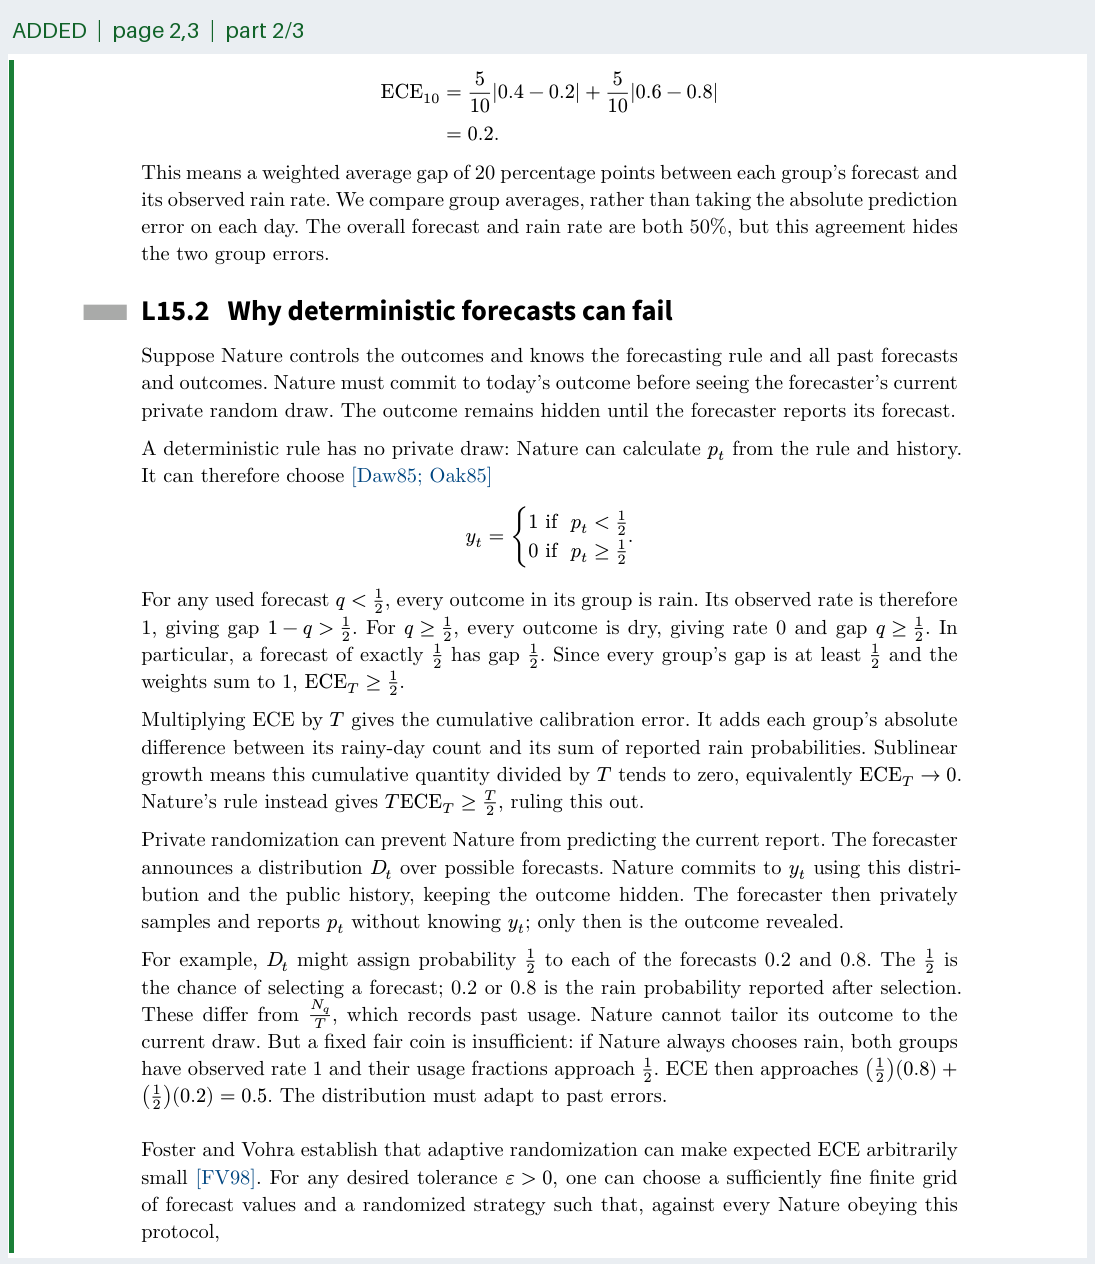 ADDED | page 2,3 | part 2/3
ECE₁₀ = 5/10|0.4 − 0.2| + 5/10|0.6 − 0.8|
= 0.2.
This means a weighted average gap of 20 percentage points between each group's forecast and
its observed rain rate. We compare group averages, rather than taking the absolute prediction
error on each day. The overall forecast and rain rate are both 50%, but this agreement hides
the two group errors.
L15.2 Why deterministic forecasts can fail
Suppose Nature controls the outcomes and knows the forecasting rule and all past forecasts
and outcomes. Nature must commit to today's outcome before seeing the forecaster's current
private random draw. The outcome remains hidden until the forecaster reports its forecast.
A deterministic rule has no private draw: Nature can calculate pₜ from the rule and history.
It can therefore choose [Daw85; Oak85]
yₜ = {1 if pₜ < 1/2
0 if pₜ ≥ 1/2.
For any used forecast q < 1/2, every outcome in its group is rain. Its observed rate is therefore
1, giving gap 1 − q > 1/2. For q ≥ 1/2, every outcome is dry, giving rate 0 and gap q ≥ 1/2. In
particular, a forecast of exactly 1/2 has gap 1/2. Since every group's gap is at least 1/2 and the
weights sum to 1, ECE_T ≥ 1/2.
Multiplying ECE by T gives the cumulative calibration error. It adds each group's absolute
difference between its rainy-day count and its sum of reported rain probabilities. Sublinear
growth means this cumulative quantity divided by T tends to zero, equivalently ECE_T → 0.
Nature's rule instead gives TECE_T ≥ T/2, ruling this out.
Private randomization can prevent Nature from predicting the current report. The forecaster
announces a distribution Dₜ over possible forecasts. Nature commits to yₜ using this distri-
bution and the public history, keeping the outcome hidden. The forecaster then privately
samples and reports pₜ without knowing yₜ; only then is the outcome revealed.
For example, Dₜ might assign probability 1/2 to each of the forecasts 0.2 and 0.8. The 1/2 is
the chance of selecting a forecast; 0.2 or 0.8 is the rain probability reported after selection.
These differ from N_q/T, which records past usage. Nature cannot tailor its outcome to the
current draw. But a fixed fair coin is insufficient: if Nature always chooses rain, both groups
have observed rate 1 and their usage fractions approach 1/2. ECE then approaches (1/2)(0.8) +
(1/2)(0.2) = 0.5. The distribution must adapt to past errors.
Foster and Vohra establish that adaptive randomization can make expected ECE arbitrarily
small [FV98]. For any desired tolerance ε > 0, one can choose a sufficiently fine finite grid
of forecast values and a randomized strategy such that, against every Nature obeying this
protocol,